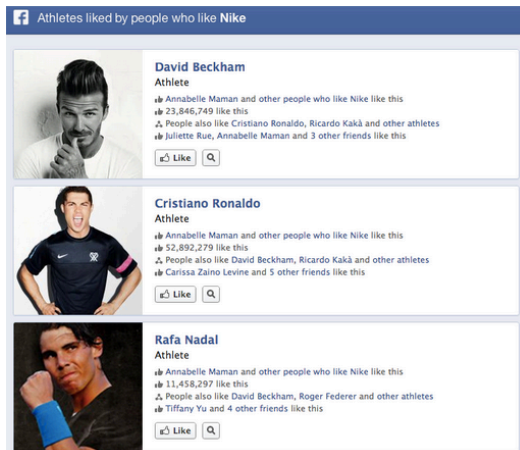 Athletes liked by people who like Nike
David Beckham
Athlete
Annabelle Maman and other people who like Nike like this
23,846,749 like this
People also like Cristiano Ronaldo, Ricardo Kakà and other athletes
Juliette Rue, Annabelle Maman and 3 other friends like this
Like
Cristiano Ronaldo
Athlete
Annabelle Maman and other people who like Nike like this
52,892,279 like this
People also like David Beckham, Ricardo Kakà and other athletes
Carissa Zaino Levine and 5 other friends like this
Like
Rafa Nadal
Athlete
Annabelle Maman and other people who like Nike like this
11,458,297 like this
People also like David Beckham, Roger Federer and other athletes
Tiffany Yu and 4 other friends like this
Like